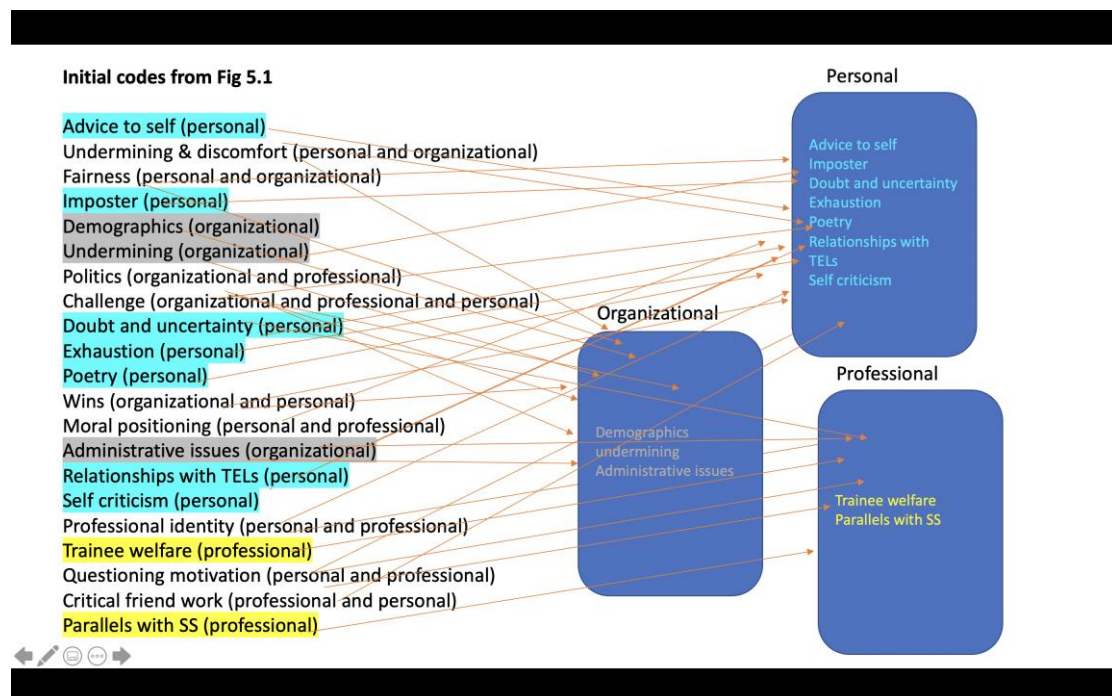 Initial codes from Fig 5.1
Advice to self (personal)
Undermining & discomfort (personal and organizational)
Fairness (personal and organizational)
Imposter (personal)
Demographics (organizational)
Undermining (organizational)
Politics (organizational and professional)
Challenge (organizational and professional and personal)
Doubt and uncertainty (personal)
Exhaustion (personal)
Poetry (personal)
Wins (organizational and personal)
Moral positioning (personal and professional)
Administrative issues (organizational)
Relationships with TELs (personal)
Self criticism (personal)
Professional identity (personal and professional)
Trainee welfare (professional)
Questioning motivation (personal and professional)
Critical friend work (professional and personal)
Parallels with SS (professional)
Organizational
Demographics
undermining
Administrative issues
Personal
Advice to self
Imposter
Doubt and uncertainty
Exhaustion
Poetry
Relationships with
TELs
Self criticism
Professional
Trainee welfare
Parallels with SS